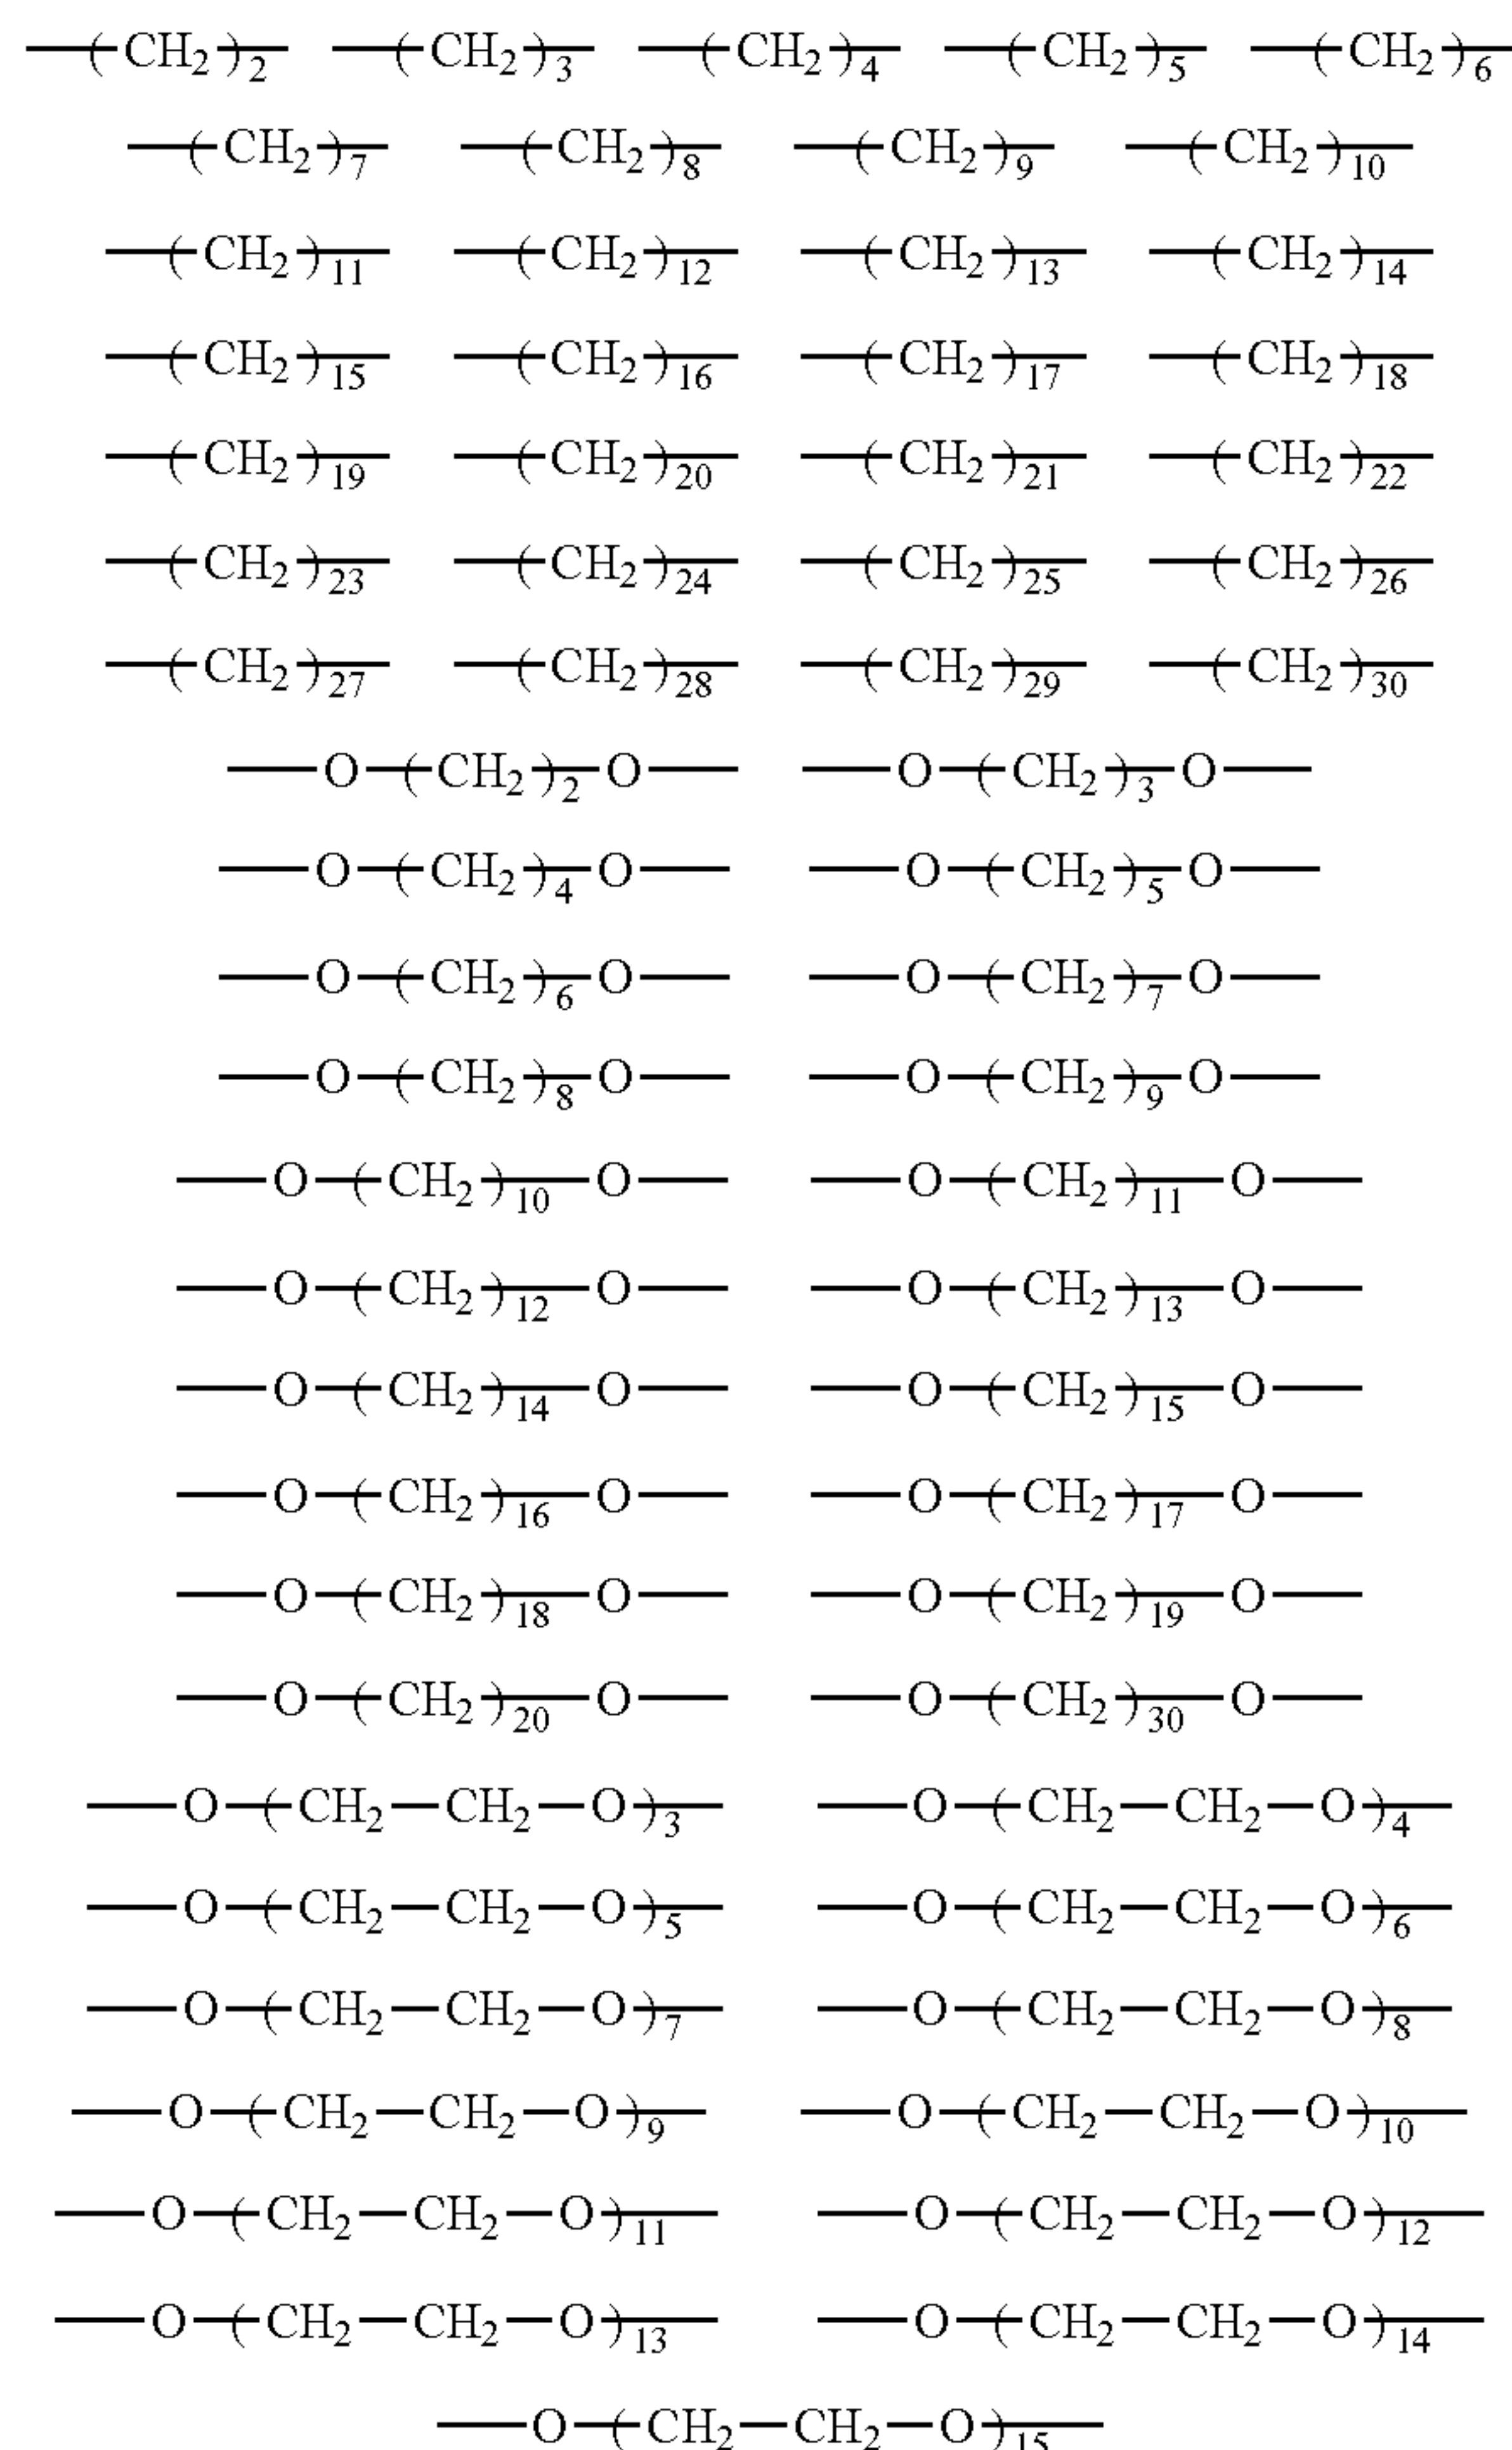 —(CH₂)₂— —(CH₂)₃— —(CH₂)₄— —(CH₂)₅— —(CH₂)₆—
—(CH₂)₇— —(CH₂)₈— —(CH₂)₉— —(CH₂)₁₀—
—(CH₂)₁₁— —(CH₂)₁₂— —(CH₂)₁₃— —(CH₂)₁₄—
—(CH₂)₁₅— —(CH₂)₁₆— —(CH₂)₁₇— —(CH₂)₁₈—
—(CH₂)₁₉— —(CH₂)₂₀— —(CH₂)₂₁— —(CH₂)₂₂—
—(CH₂)₂₃— —(CH₂)₂₄— —(CH₂)₂₅— —(CH₂)₂₆—
—(CH₂)₂₇— —(CH₂)₂₈— —(CH₂)₂₉— —(CH₂)₃₀—
—O—(CH₂)₂—O— —O—(CH₂)₃—O—
—O—(CH₂)₄—O— —O—(CH₂)₅—O—
—O—(CH₂)₆—O— —O—(CH₂)₇—O—
—O—(CH₂)₈—O— —O—(CH₂)₉—O—
—O—(CH₂)₁₀—O— —O—(CH₂)₁₁—O—
—O—(CH₂)₁₂—O— —O—(CH₂)₁₃—O—
—O—(CH₂)₁₄—O— —O—(CH₂)₁₅—O—
—O—(CH₂)₁₆—O— —O—(CH₂)₁₇—O—
—O—(CH₂)₁₈—O— —O—(CH₂)₁₉—O—
—O—(CH₂)₂₀—O— —O—(CH₂)₃₀—O—
—O—(CH₂—CH₂—O)₃— —O—(CH₂—CH₂—O)₄—
—O—(CH₂—CH₂—O)₅— —O—(CH₂—CH₂—O)₆—
—O—(CH₂—CH₂—O)₇— —O—(CH₂—CH₂—O)₈—
—O—(CH₂—CH₂—O)₉— —O—(CH₂—CH₂—O)₁₀—
—O—(CH₂—CH₂—O)₁₁— —O—(CH₂—CH₂—O)₁₂—
—O—(CH₂—CH₂—O)₁₃— —O—(CH₂—CH₂—O)₁₄—
—O—(CH₂—CH₂—O)₁₅—